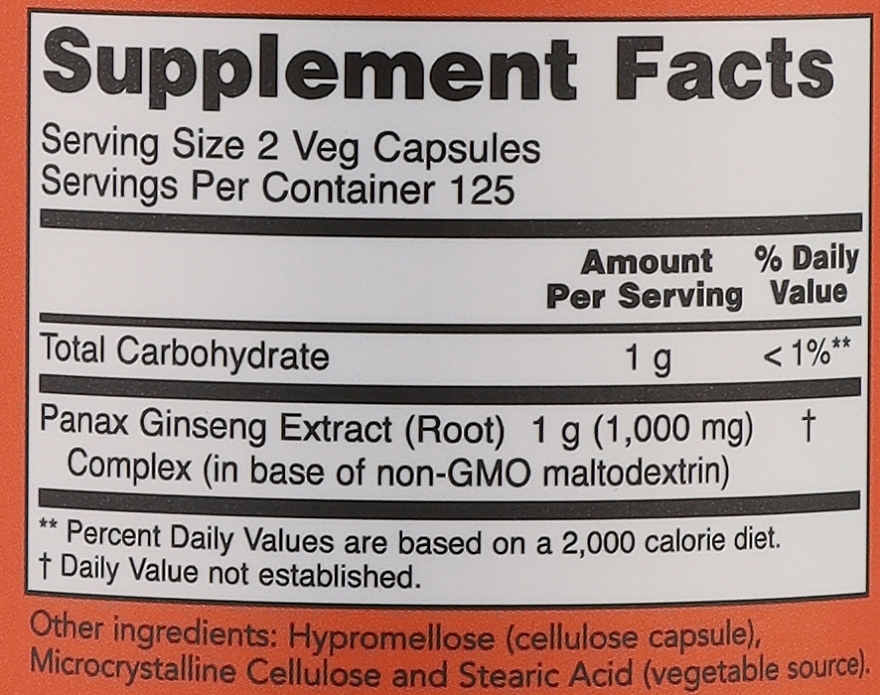 Supplement Facts
Serving Size 2 Veg Capsules
Servings Per Container 125
Amount % Daily
Per Serving Value
Total Carbohydrate 1 g < 1%**
Panax Ginseng Extract (Root) 1 g (1,000 mg) †
Complex (in base of non-GMO maltodextrin)
** Percent Daily Values are based on a 2,000 calorie diet.
† Daily Value not established.
Other ingredients: Hypromellose (cellulose capsule),
Microcrystalline Cellulose and Stearic Acid (vegetable source).